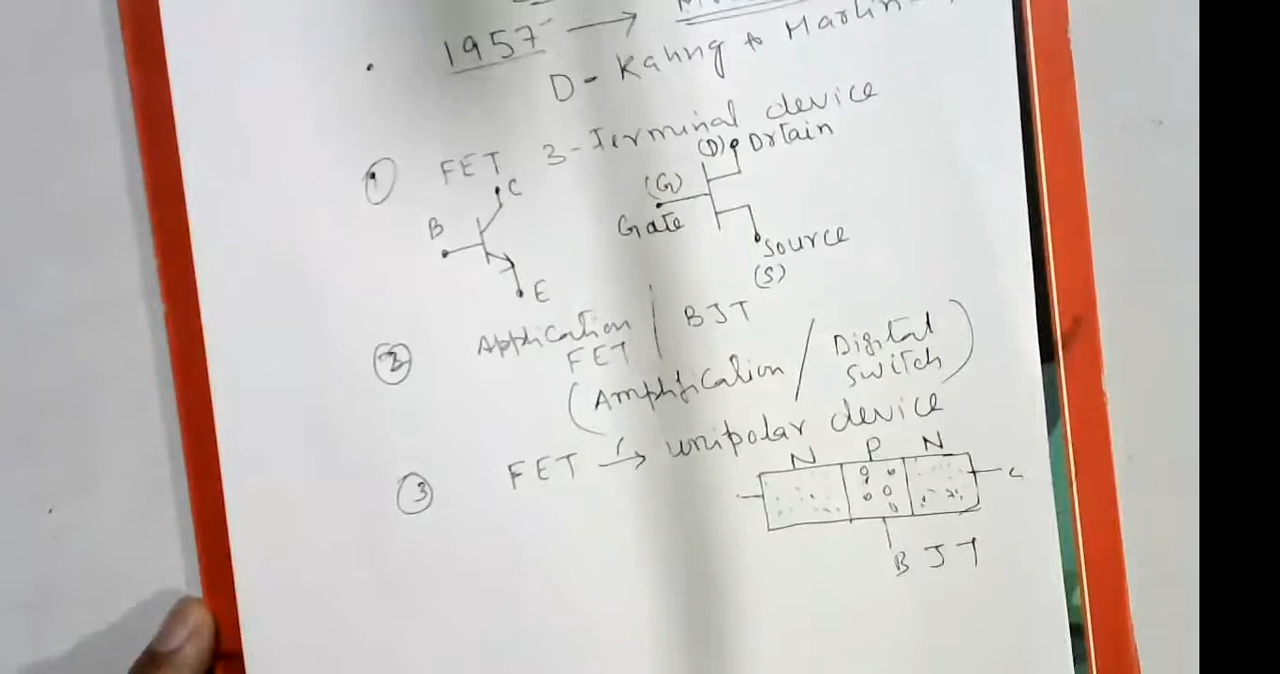 1957 →
D- Kahng & Martin
① FET 3-Terminal device
B C E
(D) Drain
(G)
Gate
Source
(S)
② Application | BJT
FET
(Amplification / Digital
switch)
③ FET → unipolar device
N P N
BJT